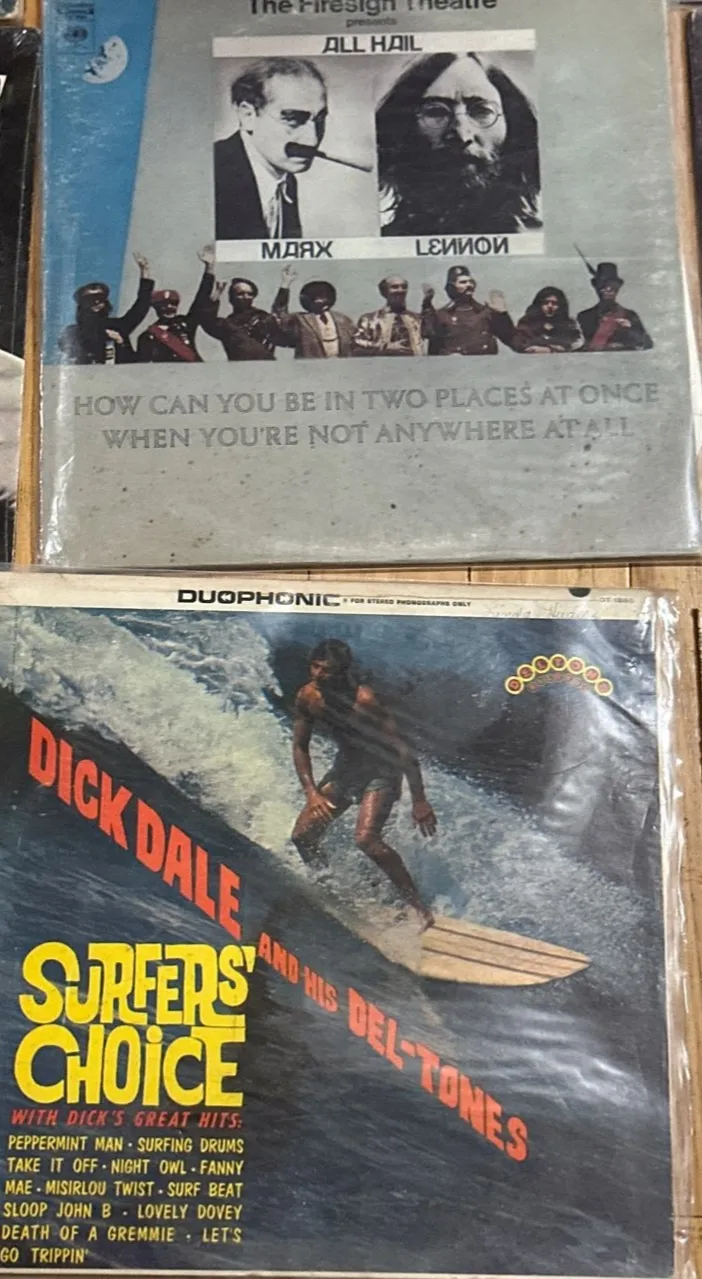 The Firesign Theatre
presents
ALL HAIL
MARX LENNON
HOW CAN YOU BE IN TWO PLACES AT ONCE
WHEN YOU'RE NOT ANYWHERE AT ALL
DUOPHONIC FOR STEREO PHONOGRAPHS ONLY
DELTONE
DICK DALE
AND HIS DEL-TONES
SURFERS'
CHOICE
WITH DICK'S GREAT HITS:
PEPPERMINT MAN · SURFING DRUMS
TAKE IT OFF · NIGHT OWL · FANNY
MAE · MISIRLOU TWIST · SURF BEAT
SLOOP JOHN B · LOVELY DOVEY
DEATH OF A GREMMIE · LET'S
GO TRIPPIN'